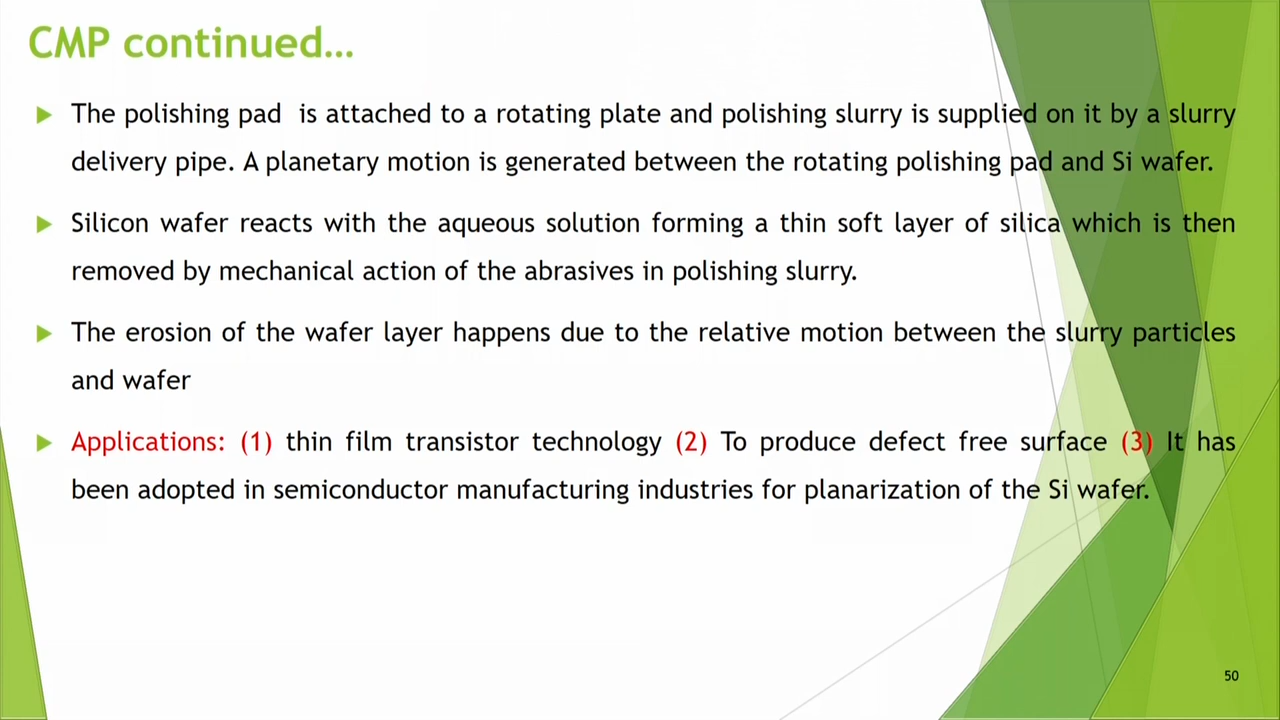 CMP continued…
The polishing pad is attached to a rotating plate and polishing slurry is supplied on it by a slurry
delivery pipe. A planetary motion is generated between the rotating polishing pad and Si wafer.
Silicon wafer reacts with the aqueous solution forming a thin soft layer of silica which is then
removed by mechanical action of the abrasives in polishing slurry.
The erosion of the wafer layer happens due to the relative motion between the slurry particles
and wafer
Applications: (1) thin film transistor technology (2) To produce defect free surface (3) It has
been adopted in semiconductor manufacturing industries for planarization of the Si wafer.
50